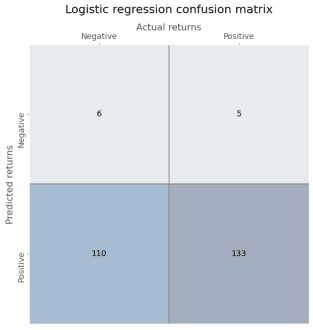 Logistic regression confusion matrix
Actual returns
Negative Positive
Predicted returns
Negative
6 5
Positive
110 133